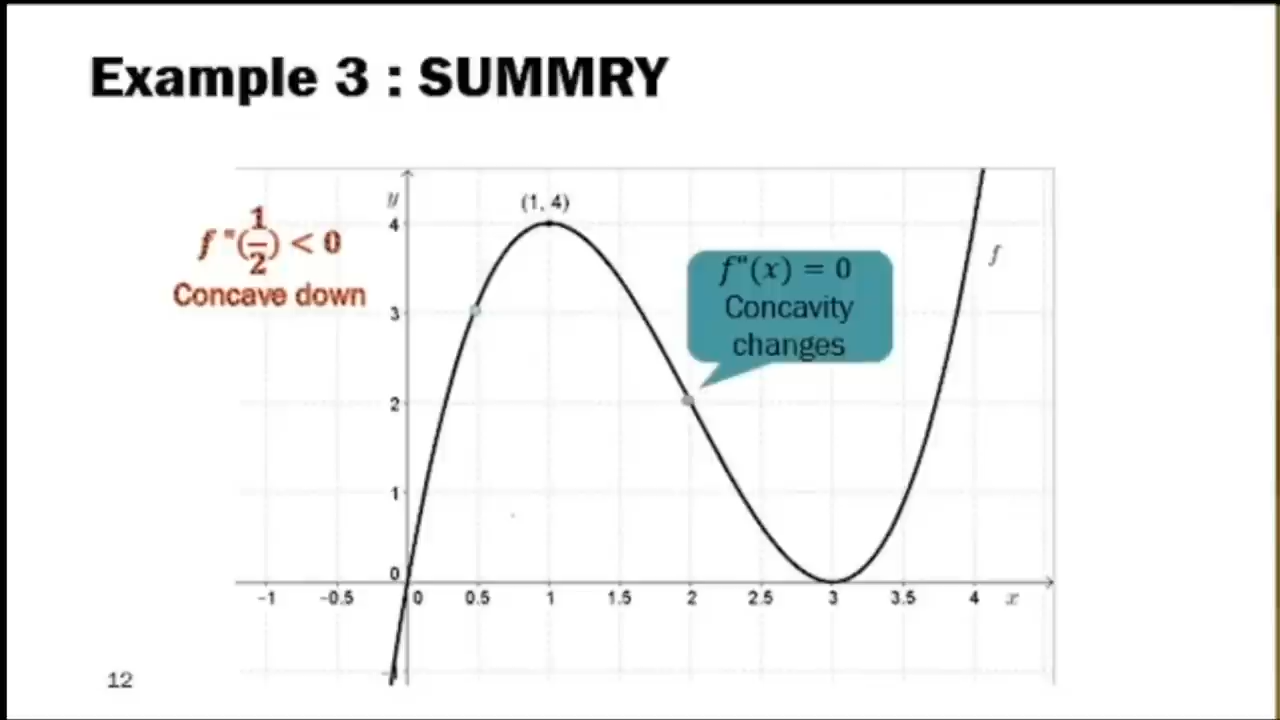 Example 3 : SUMMRY
f "(1/2) < 0
Concave down
y
(1, 4)
f"(x) = 0
Concavity
changes
f
4
3
2
1
0
-1 -0.5 0 0.5 1 1.5 2 2.5 3 3.5 4 x
12